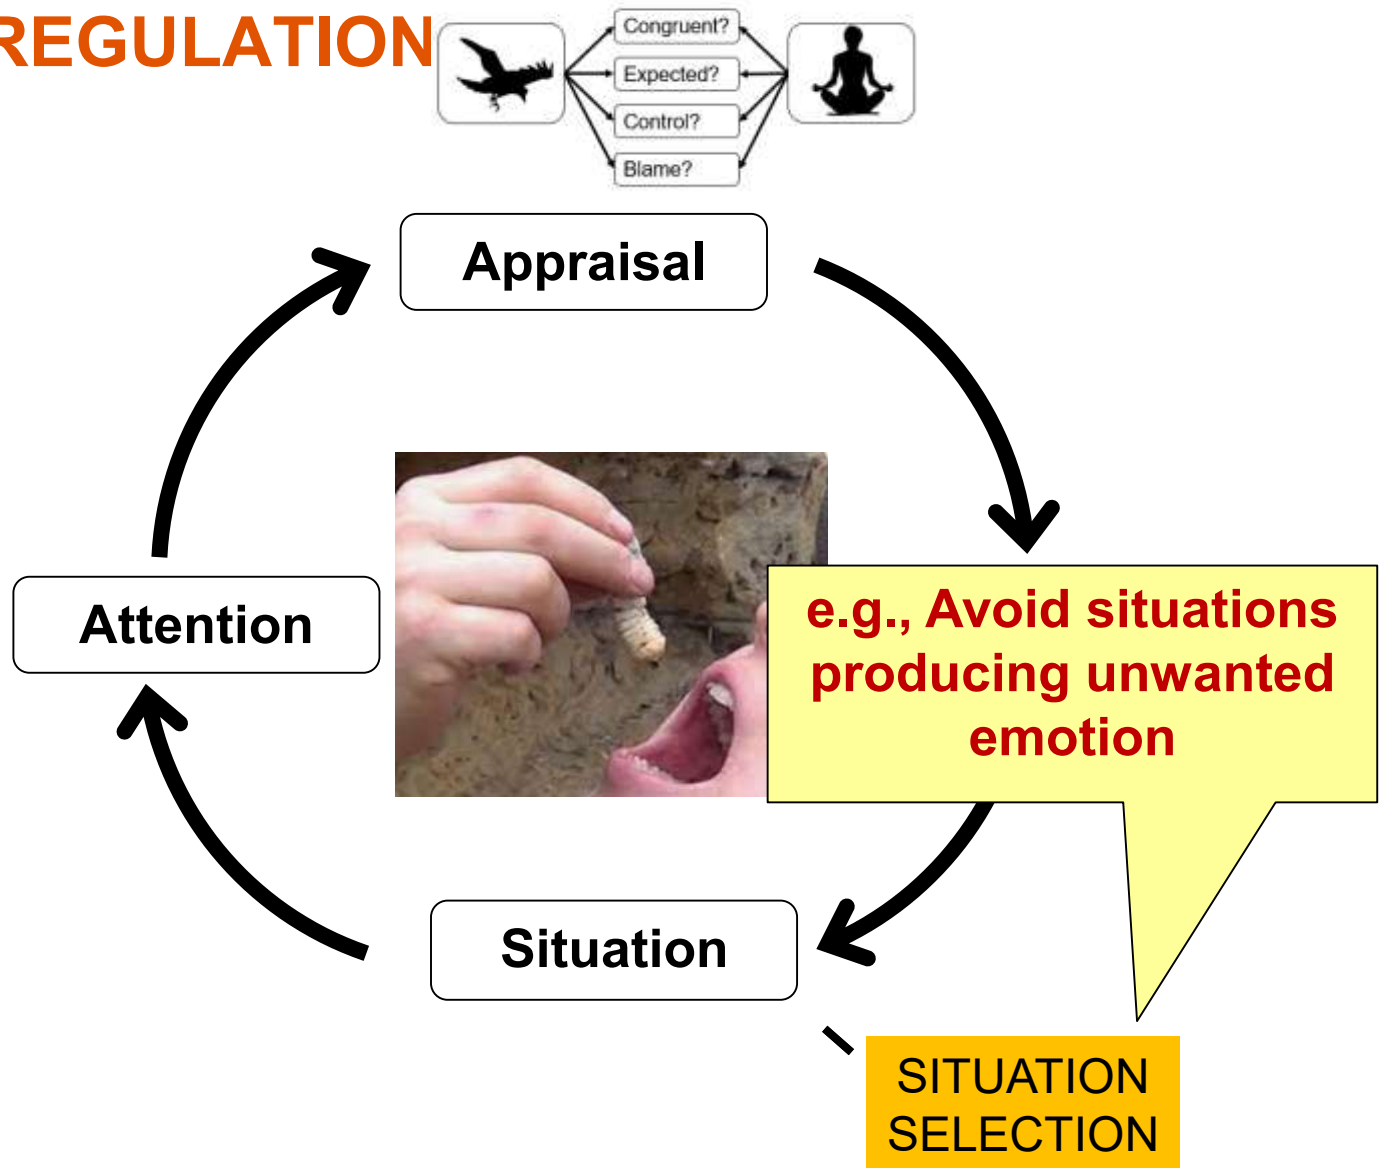 REGULATION
Congruent?
Expected?
Control?
Blame?
Appraisal
Attention
e.g., Avoid situations
producing unwanted
emotion
Situation
SITUATION
SELECTION